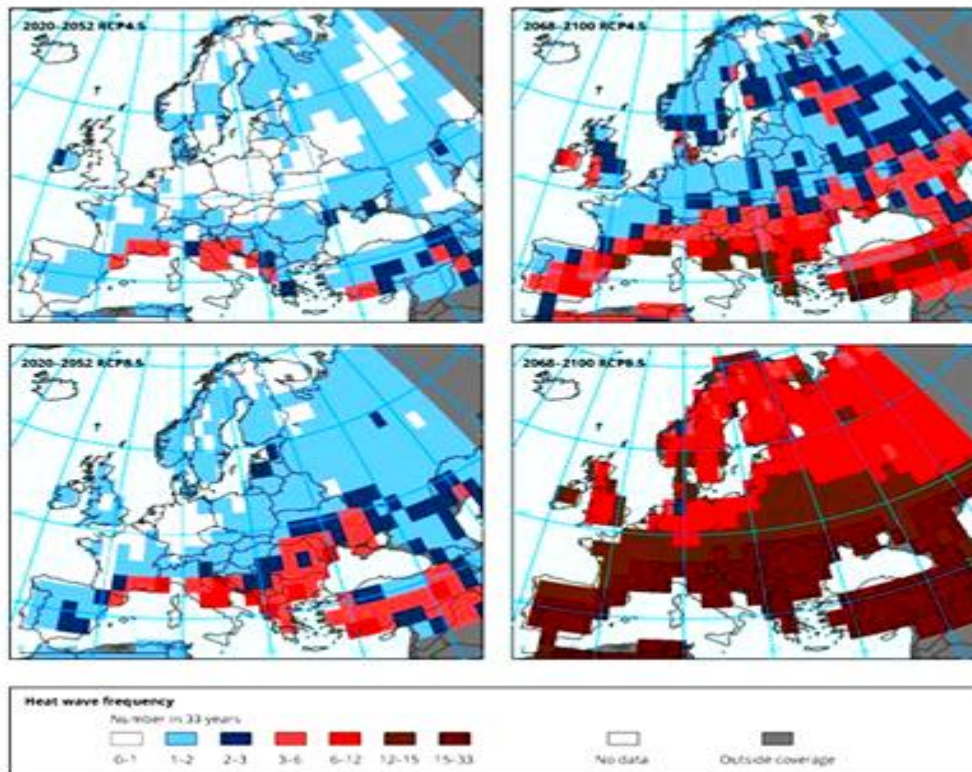 2020–2052 RCP4.5
2068–2100 RCP4.5
2020–2052 RCP8.5
2068–2100 RCP8.5
Heat wave frequency
Number in 33 years
0–1 1–2 2–3 3–6 6–12 12–15 15–33 No data Outside coverage